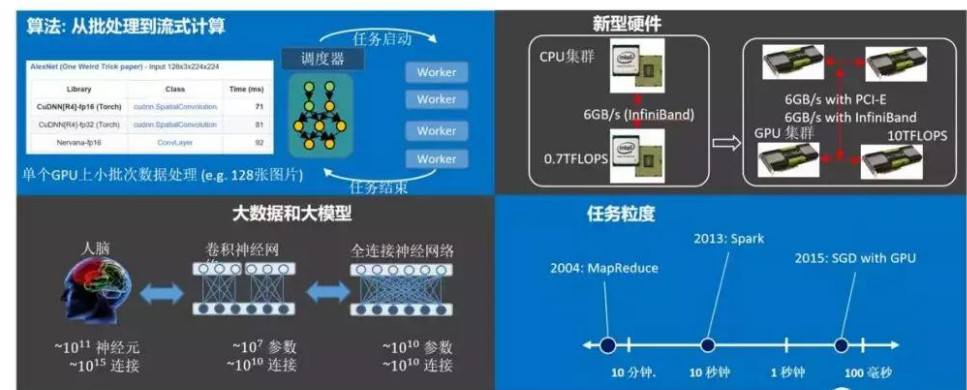 算法: 从批处理到流式计算
任务启动
调度器
AlexNet (One Weird Trick paper) - Input 128x3x224x224
Library Class Time (ms)
CuDNN[R4]-fp16 (Torch) cudnn.SpatialConvolution 71
CuDNN[R4]-fp32 (Torch) cudnn.SpatialConvolution 81
Nervana-fp16 ConvLayer 92
Worker
Worker
Worker
Worker
单个GPU上小批次数据处理 (e.g. 128张图片)
任务结束
新型硬件
CPU集群
6GB/s (InfiniBand)
0.7TFLOPS
6GB/s with PCI-E
6GB/s with InfiniBand
GPU 集群
10TFLOPS
大数据和大模型
人脑
卷积神经网
全连接神经网络
~10¹¹ 神经元
~10¹⁵ 连接
~10⁷ 参数
~10¹⁰ 连接
~10¹⁰ 参数
~10¹⁰ 连接
任务粒度
2013: Spark
2004: MapReduce
2015: SGD with GPU
10 分钟.
10 秒钟
1 秒钟
100 毫秒